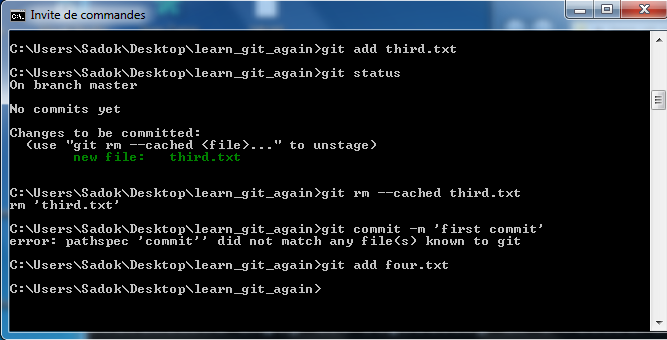 Invite de commandes
C:\Users\Sadok\Desktop\learn_git_again>git add third.txt
C:\Users\Sadok\Desktop\learn_git_again>git status
On branch master
No commits yet
Changes to be committed:
  (use "git rm --cached <file>..." to unstage)
        new file:   third.txt
C:\Users\Sadok\Desktop\learn_git_again>git rm --cached third.txt
rm 'third.txt'
C:\Users\Sadok\Desktop\learn_git_again>git commit -m 'first commit'
error: pathspec 'commit'' did not match any file(s) known to git
C:\Users\Sadok\Desktop\learn_git_again>git add four.txt
C:\Users\Sadok\Desktop\learn_git_again>